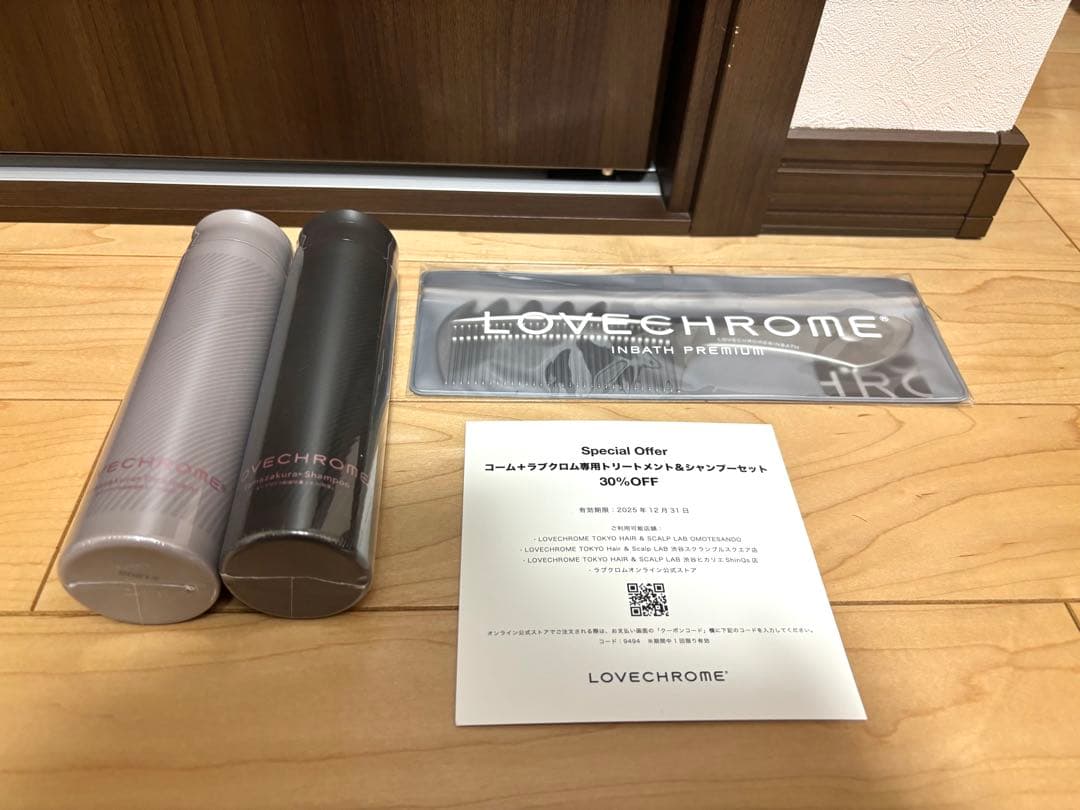 LOVECHROME®
VECHROME®
OVECHROME
Yamazakura+Shampoo
LOVECHROME®
INBATH PREMIUM
LOVECHROME®INBATH
HRO
Special Offer
コーム+ラブクロム専用トリートメント&シャンプーセット
30%OFF
有効期限:2025年12月31日
ご利用可能店舗:
・LOVECHROME TOKYO HAIR & SCALP LAB OMOTESANDO
・LOVECHROME TOKYO Hair & Scalp LAB 渋谷スクランブルスクエア店
・LOVECHROME TOKYO HAIR & SCALP LAB 渋谷ヒカリエ ShinQs店
・ラブクロムオンライン公式ストア
オンライン公式ストアでご注文される際は、お支払い画面の「クーポンコード」欄に下記のコードを入力してください。
コード:9494 ※期間中1回限り有効
LOVECHROME®